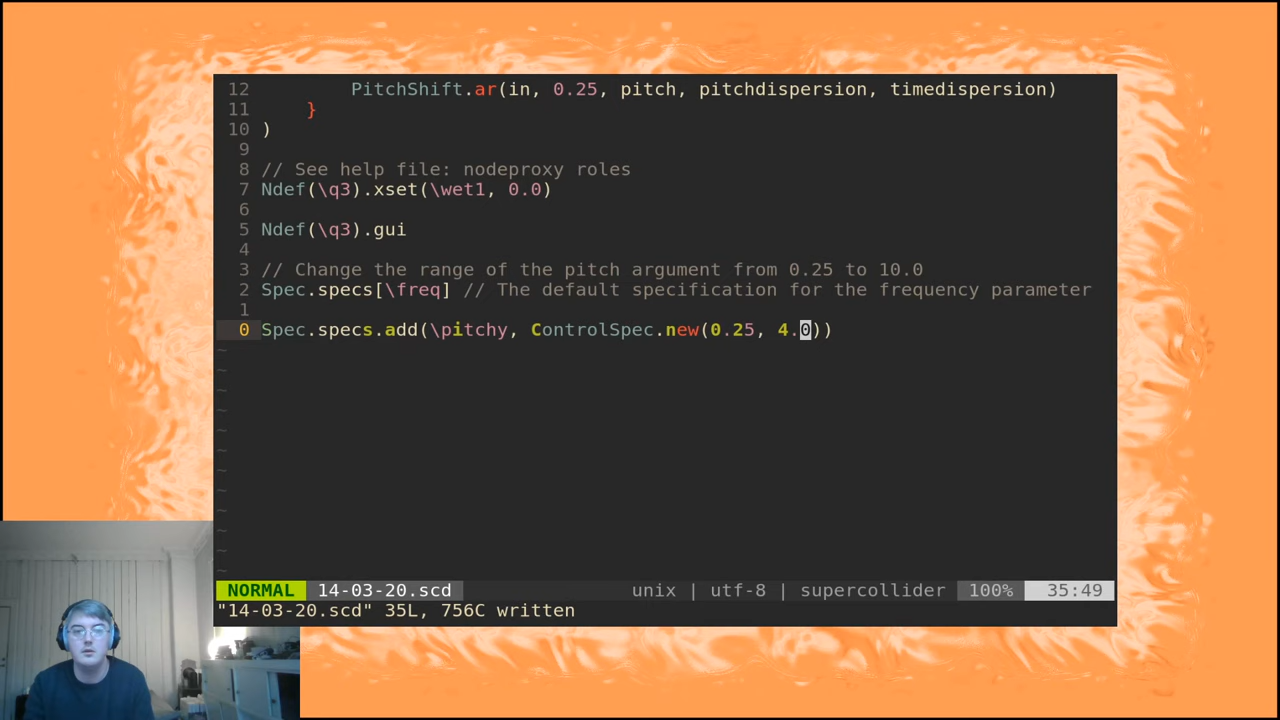 12 PitchShift.ar(in, 0.25, pitch, pitchdispersion, timedispersion)
11 }
10 )
9
8 // See help file: nodeproxy roles
7 Ndef(\q3).xset(\wet1, 0.0)
6
5 Ndef(\q3).gui
4
3 // Change the range of the pitch argument from 0.25 to 10.0
2 Spec.specs[\freq] // The default specification for the frequency parameter
1
0 Spec.specs.add(\pitchy, ControlSpec.new(0.25, 4.0))
~
~
~
~
~
~
~
~
~
~
~
~
NORMAL 14-03-20.scd unix | utf-8 | supercollider 100% 35:49
"14-03-20.scd" 35L, 756C written